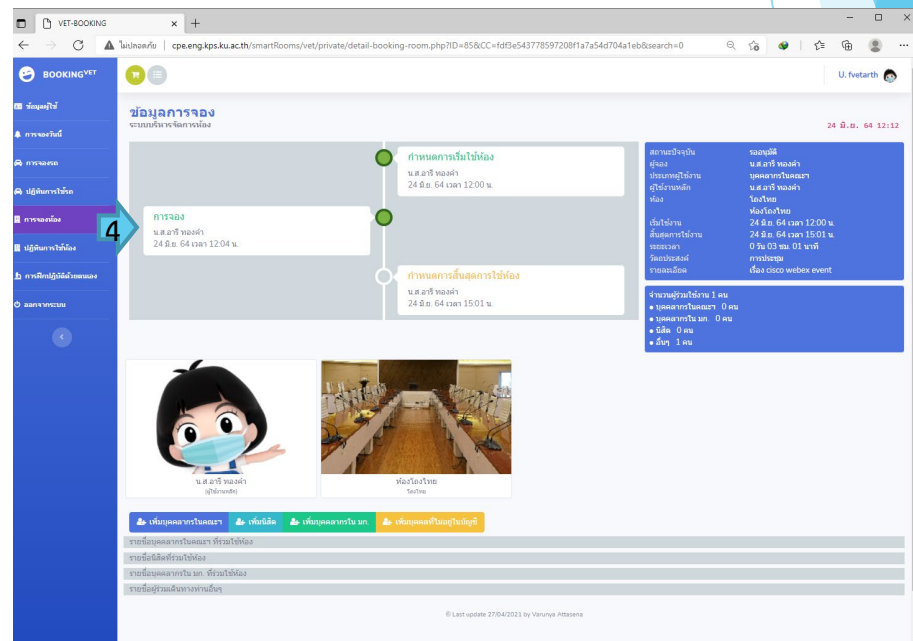 VET-BOOKING
ไม่ปลอดภัย | cpe.eng.kps.ku.ac.th/smartRooms/vet/private/detail-booking-room.php?ID=85&CC=fdf3e543778597208f1a7a54d704a1eb&search=0
BOOKINGVET
U. fvetarth
ข้อมูลผู้ใช้
การจองวันนี้
การจองรถ
ปฏิทินการใช้รถ
การจองห้อง
ปฏิทินการใช้ห้อง
การฝึกปฏิบัติด้วยตนเอง
ออกจากระบบ
4
ข้อมูลการจอง
ระบบบริหารจัดการห้อง
24 มิ.ย. 64 12:12
กำหนดการเริ่มใช้ห้อง
น.ส.อารี ทองคำ
24 มิ.ย. 64 เวลา 12:00 น.
การจอง
น.ส.อารี ทองคำ
24 มิ.ย. 64 เวลา 12:04 น.
กำหนดการสิ้นสุดการใช้ห้อง
น.ส.อารี ทองคำ
24 มิ.ย. 64 เวลา 15:01 น.
สถานะปัจจุบัน รออนุมัติ
ผู้จอง น.ส.อารี ทองคำ
ประเภทผู้ใช้งาน บุคลากรในคณะฯ
ผู้ใช้งานหลัก น.ส.อารี ทองคำ
ห้อง โถงไทย
ห้องโถงไทย
เริ่มใช้งาน 24 มิ.ย. 64 เวลา 12:00 น.
สิ้นสุดการใช้งาน 24 มิ.ย. 64 เวลา 15:01 น.
ระยะเวลา 0 วัน 03 ชม. 01 นาที
วัตถุประสงค์ การประชุม
รายละเอียด เรื่อง cisco webex event
จำนวนผู้ร่วมใช้งาน 1 คน
● บุคลากรในคณะฯ 0 คน
● บุคลากรใน มก. 0 คน
● นิสิต 0 คน
● อื่นๆ 1 คน
น.ส.อารี ทองคำ
(ผู้ใช้งานหลัก)
ห้องโถงไทย
โถงไทย
เพิ่มบุคลากรในคณะฯ เพิ่มนิสิต เพิ่มบุคลากรใน มก. เพิ่มบุคคลที่ไม่อยู่ในบัญชี
รายชื่อบุคลากรในคณะฯ ที่ร่วมใช้ห้อง
รายชื่อนิสิตที่ร่วมใช้ห้อง
รายชื่อบุคลากรใน มก. ที่ร่วมใช้ห้อง
รายชื่อผู้ร่วมเดินทางท่านอื่นๆ
© Last update 27/04/2021 by Varunya Attasena